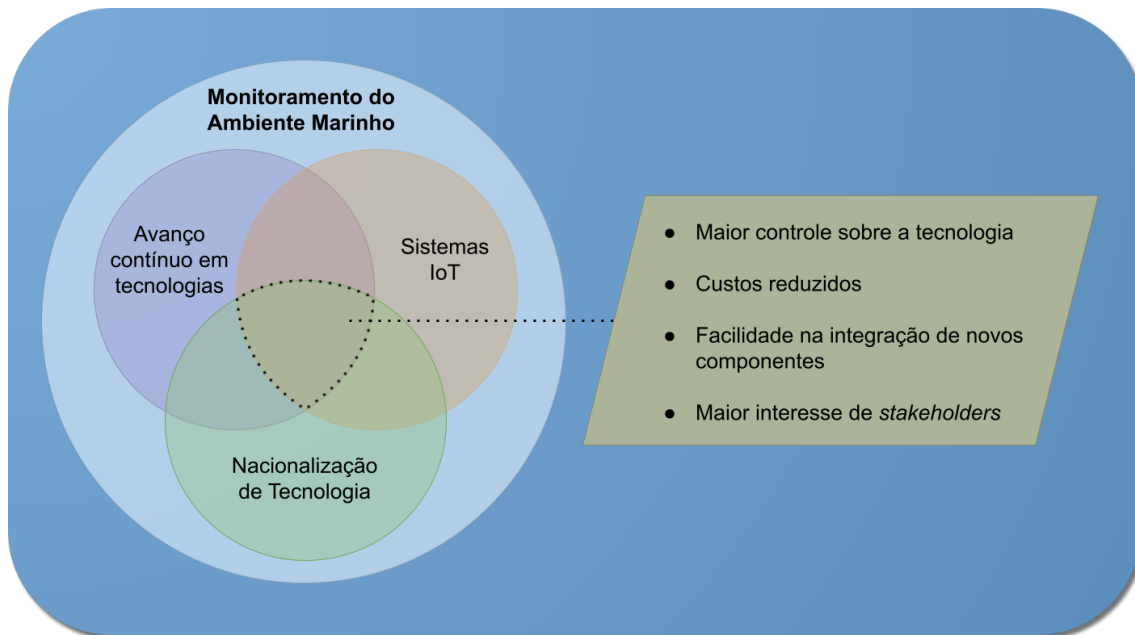 Monitoramento do
Ambiente Marinho
Avanço
contínuo em
tecnologias
Sistemas
IoT
Nacionalização
de Tecnologia
● Maior controle sobre a tecnologia
● Custos reduzidos
● Facilidade na integração de novos
componentes
● Maior interesse de stakeholders